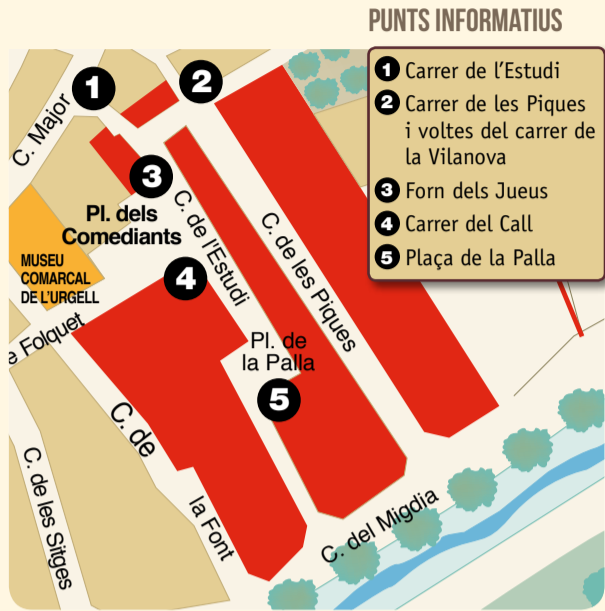 PUNTS INFORMATIUS
1 Carrer de l'Estudi
2 Carrer de les Piques
i voltes del carrer de
la Vilanova
3 Forn dels Jueus
4 Carrer del Call
5 Plaça de la Palla
1
2
C. Major
3
Pl. dels
Comediants
C. de l'Estudi
C. de les Piques
MUSEU
COMARCAL
DE L'URGELL
4
e Folquet
Pl. de
la Palla
5
C. de
la Font
C. de les Sitges
C. del Migdia